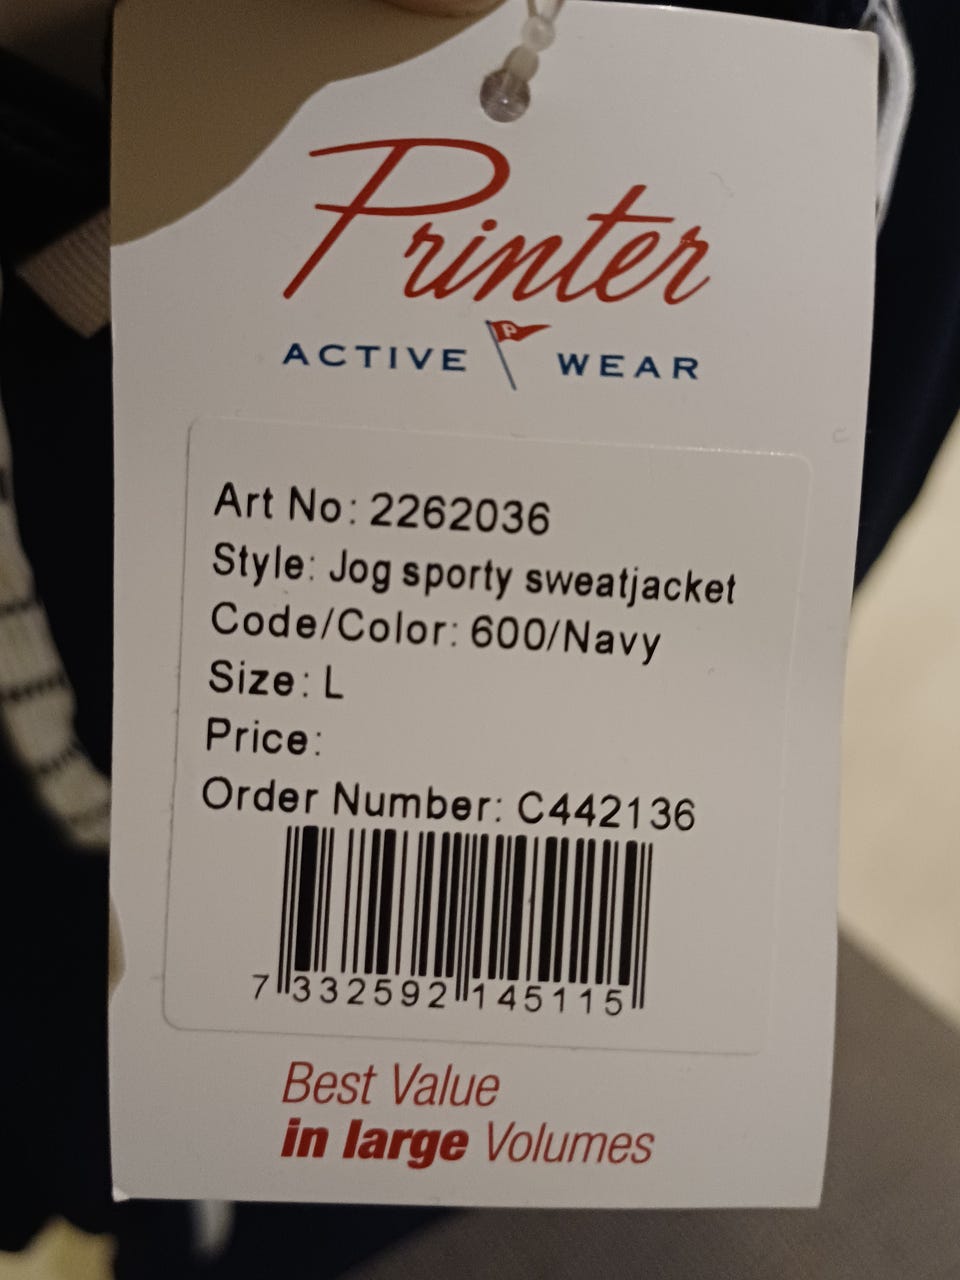 Printer
ACTIVE P WEAR
Art No: 2262036
Style: Jog sporty sweatjacket
Code/Color: 600/Navy
Size: L
Price:
Order Number: C442136
7 332592 145115
Best Value
in large Volumes